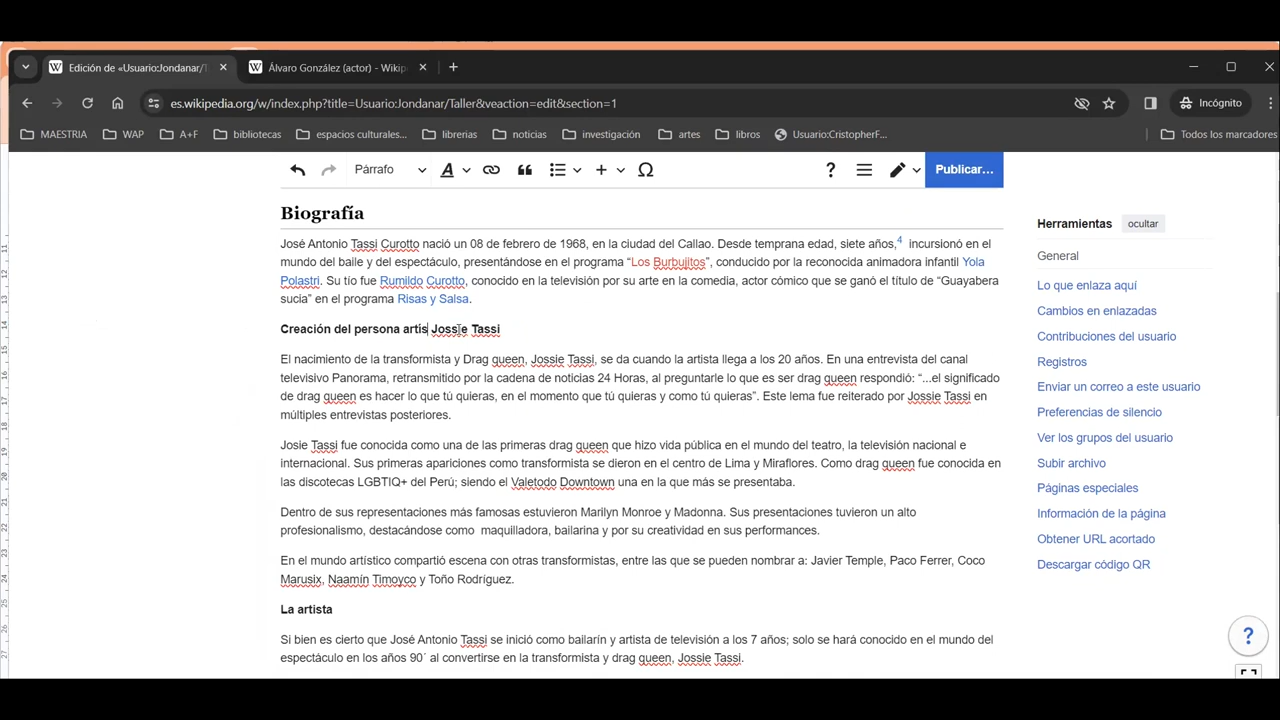 Edición de «Usuario:Jondanar/T
Álvaro González (actor) - Wikip
es.wikipedia.org/w/index.php?title=Usuario:Jondanar/Taller&veaction=edit&section=1
Incógnito
MAESTRIA
WAP
A+F
bibliotecas
espacios culturales...
librerias
noticias
investigación
artes
libros
Usuario:CristopherF...
Todos los marcadores
Párrafo
A
Ω
?
Publicar...
Biografía
José Antonio Tassi Curotto nació un 08 de febrero de 1968, en la ciudad del Callao. Desde temprana edad, siete años,4 incursionó en el
mundo del baile y del espectáculo, presentándose en el programa “Los Burbujitos”, conducido por la reconocida animadora infantil Yola
Polastri. Su tío fue Rumildo Curotto, conocido en la televisión por su arte en la comedia, actor cómico que se ganó el título de “Guayabera
sucia” en el programa Risas y Salsa.
Creación del persona artis Jossie Tassi
El nacimiento de la transformista y Drag queen, Jossie Tassi, se da cuando la artista llega a los 20 años. En una entrevista del canal
televisivo Panorama, retransmitido por la cadena de noticias 24 Horas, al preguntarle lo que es ser drag queen respondió: “...el significado
de drag queen es hacer lo que tú quieras, en el momento que tú quieras y como tú quieras”. Este lema fue reiterado por Jossie Tassi en
múltiples entrevistas posteriores.
Josie Tassi fue conocida como una de las primeras drag queen que hizo vida pública en el mundo del teatro, la televisión nacional e
internacional. Sus primeras apariciones como transformista se dieron en el centro de Lima y Miraflores. Como drag queen fue conocida en
las discotecas LGBTIQ+ del Perú; siendo el Valetodo Downtown una en la que más se presentaba.
Dentro de sus representaciones más famosas estuvieron Marilyn Monroe y Madonna. Sus presentaciones tuvieron un alto
profesionalismo, destacándose como maquilladora, bailarina y por su creatividad en sus performances.
En el mundo artístico compartió escena con otras transformistas, entre las que se pueden nombrar a: Javier Temple, Paco Ferrer, Coco
Marusix, Naamín Timoyco y Toño Rodríguez.
La artista
Si bien es cierto que José Antonio Tassi se inició como bailarín y artista de televisión a los 7 años; solo se hará conocido en el mundo del
espectáculo en los años 90´ al convertirse en la transformista y drag queen, Jossie Tassi.
Herramientas
ocultar
General
Lo que enlaza aquí
Cambios en enlazadas
Contribuciones del usuario
Registros
Enviar un correo a este usuario
Preferencias de silencio
Ver los grupos del usuario
Subir archivo
Páginas especiales
Información de la página
Obtener URL acortado
Descargar código QR
?